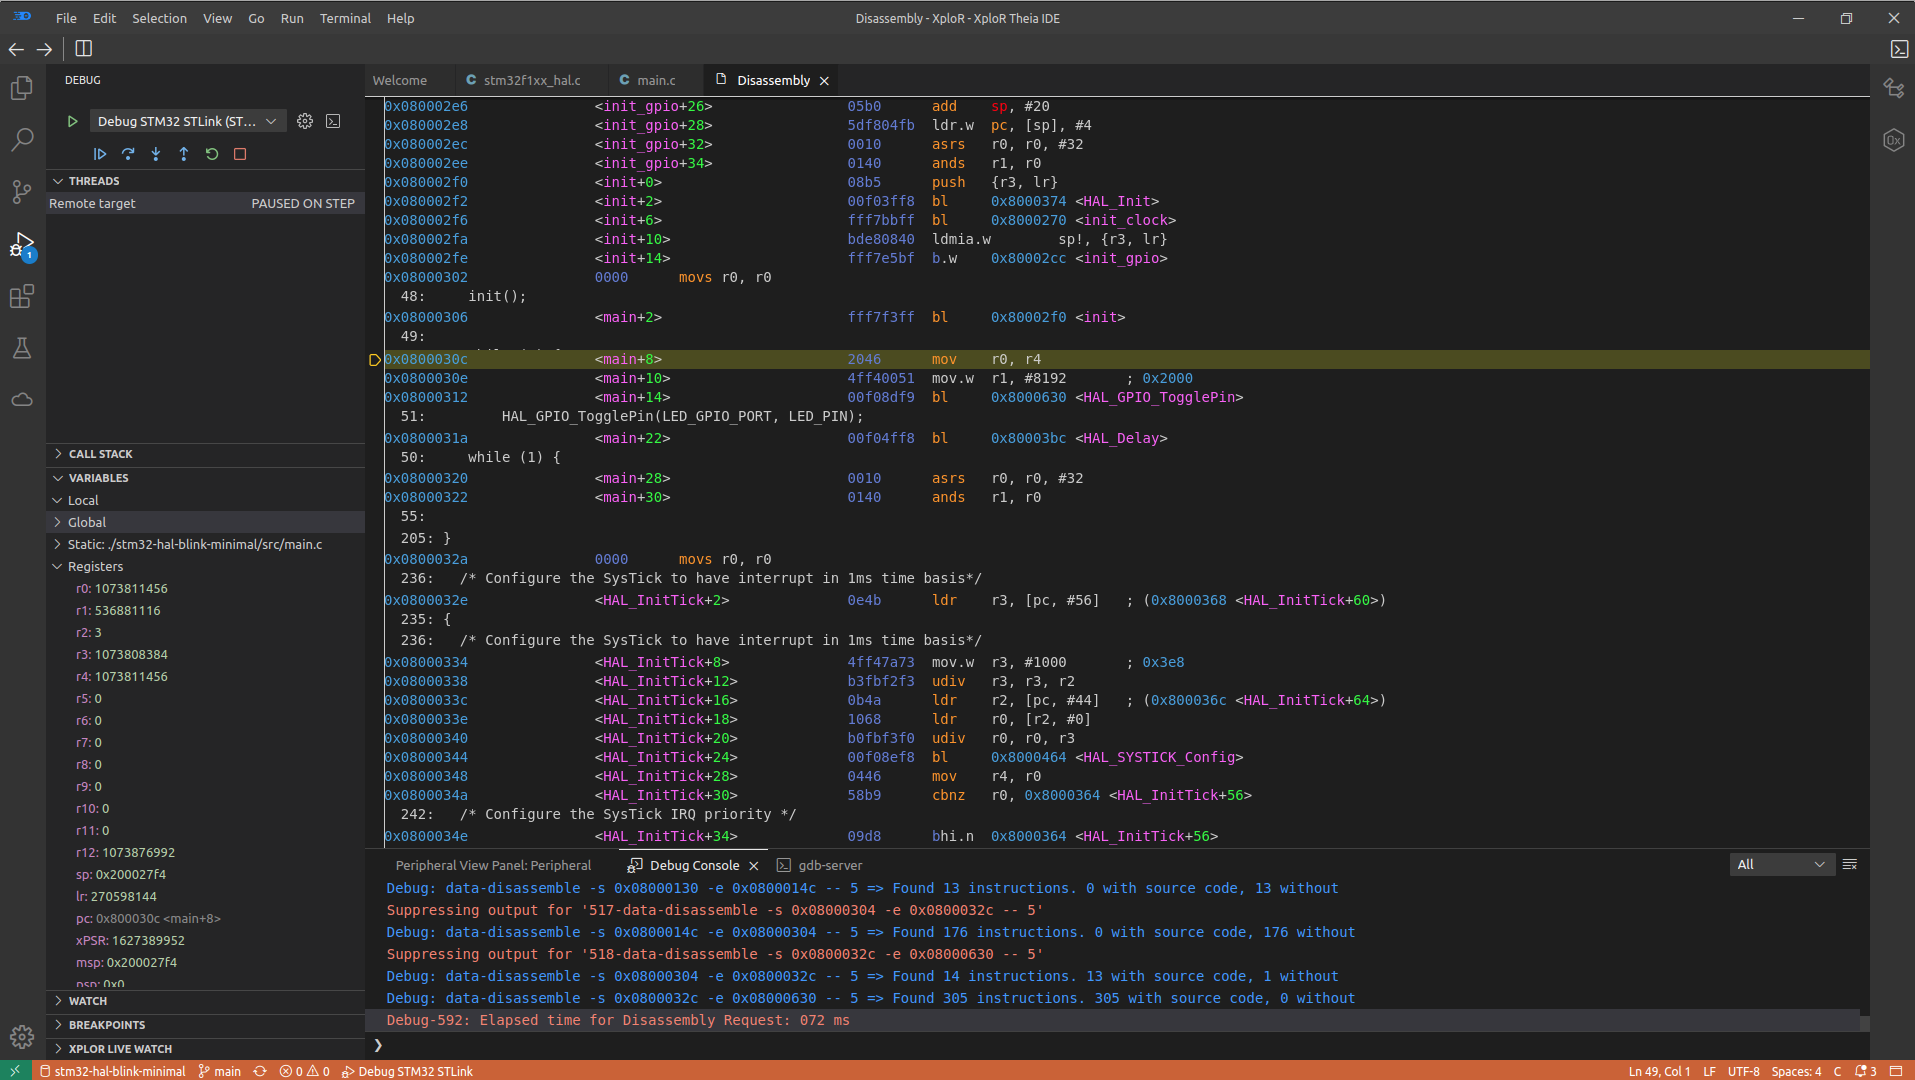 File Edit Selection View Go Run Terminal Help
Disassembly - XploR - XploR Theia IDE
DEBUG
Debug STM32 STLink (ST...
THREADS
Remote target PAUSED ON STEP
CALL STACK
VARIABLES
Local
Global
Static: ./stm32-hal-blink-minimal/src/main.c
Registers
r0: 1073811456
r1: 536881116
r2: 3
r3: 1073808384
r4: 1073811456
r5: 0
r6: 0
r7: 0
r8: 0
r9: 0
r10: 0
r11: 0
r12: 1073876992
sp: 0x200027f4
lr: 270598144
pc: 0x800030c <main+8>
xPSR: 1627389952
msp: 0x200027f4
psp: 0x0
WATCH
BREAKPOINTS
XPLOR LIVE WATCH
1
0x
Welcome C stm32f1xx_hal.c C main.c Disassembly
0x080002e6 <init_gpio+26> 05b0 add sp, #20
0x080002e8 <init_gpio+28> 5df804fb ldr.w pc, [sp], #4
0x080002ec <init_gpio+32> 0010 asrs r0, r0, #32
0x080002ee <init_gpio+34> 0140 ands r1, r0
0x080002f0 <init+0> 08b5 push {r3, lr}
0x080002f2 <init+2> 00f03ff8 bl 0x8000374 <HAL_Init>
0x080002f6 <init+6> fff7bbff bl 0x8000270 <init_clock>
0x080002fa <init+10> bde80840 ldmia.w sp!, {r3, lr}
0x080002fe <init+14> fff7e5bf b.w 0x80002cc <init_gpio>
0x08000302 0000 movs r0, r0
48: init();
0x08000306 <main+2> fff7f3ff bl 0x80002f0 <init>
49:
0x0800030c <main+8> 2046 mov r0, r4
0x0800030e <main+10> 4ff40051 mov.w r1, #8192 ; 0x2000
0x08000312 <main+14> 00f08df9 bl 0x8000630 <HAL_GPIO_TogglePin>
51: HAL_GPIO_TogglePin(LED_GPIO_PORT, LED_PIN);
0x0800031a <main+22> 00f04ff8 bl 0x80003bc <HAL_Delay>
50: while (1) {
0x08000320 <main+28> 0010 asrs r0, r0, #32
0x08000322 <main+30> 0140 ands r1, r0
55:
205: }
0x0800032a 0000 movs r0, r0
236: /* Configure the SysTick to have interrupt in 1ms time basis*/
0x0800032e <HAL_InitTick+2> 0e4b ldr r3, [pc, #56] ; (0x8000368 <HAL_InitTick+60>)
235: {
236: /* Configure the SysTick to have interrupt in 1ms time basis*/
0x08000334 <HAL_InitTick+8> 4ff47a73 mov.w r3, #1000 ; 0x3e8
0x08000338 <HAL_InitTick+12> b3fbf2f3 udiv r3, r3, r2
0x0800033c <HAL_InitTick+16> 0b4a ldr r2, [pc, #44] ; (0x800036c <HAL_InitTick+64>)
0x0800033e <HAL_InitTick+18> 1068 ldr r0, [r2, #0]
0x08000340 <HAL_InitTick+20> b0fbf3f0 udiv r0, r0, r3
0x08000344 <HAL_InitTick+24> 00f08ef8 bl 0x8000464 <HAL_SYSTICK_Config>
0x08000348 <HAL_InitTick+28> 0446 mov r4, r0
0x0800034a <HAL_InitTick+30> 58b9 cbnz r0, 0x8000364 <HAL_InitTick+56>
242: /* Configure the SysTick IRQ priority */
0x0800034e <HAL_InitTick+34> 09d8 bhi.n 0x8000364 <HAL_InitTick+56>
Peripheral View Panel: Peripheral Debug Console gdb-server All
Debug: data-disassemble -s 0x08000130 -e 0x0800014c -- 5 => Found 13 instructions. 0 with source code, 13 without
Suppressing output for '517-data-disassemble -s 0x08000304 -e 0x0800032c -- 5'
Debug: data-disassemble -s 0x0800014c -e 0x08000304 -- 5 => Found 176 instructions. 0 with source code, 176 without
Suppressing output for '518-data-disassemble -s 0x0800032c -e 0x08000630 -- 5'
Debug: data-disassemble -s 0x08000304 -e 0x0800032c -- 5 => Found 14 instructions. 13 with source code, 1 without
Debug: data-disassemble -s 0x0800032c -e 0x08000630 -- 5 => Found 305 instructions. 305 with source code, 0 without
Debug-592: Elapsed time for Disassembly Request: 072 ms
❯
stm32-hal-blink-minimal main 0 0 Debug STM32 STLink Ln 49, Col 1 LF UTF-8 Spaces: 4 C 3